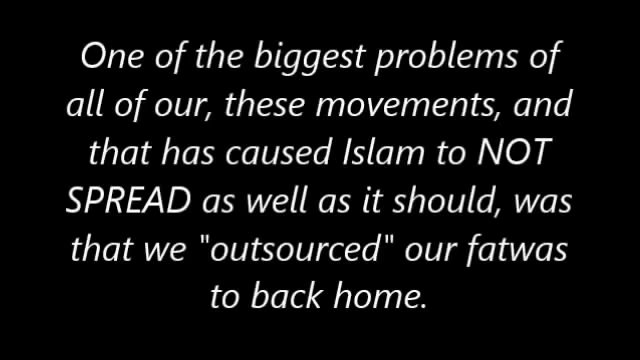 One of the biggest problems of
all of our, these movements, and
that has caused Islam to NOT
SPREAD as well as it should, was
that we "outsourced" our fatwas
to back home.